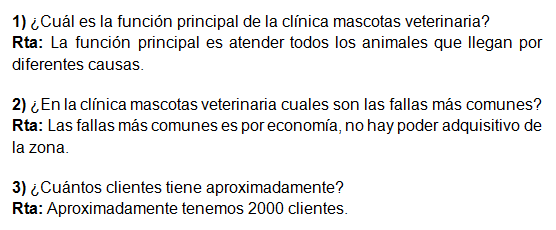 1) ¿Cuál es la función principal de la clínica mascotas veterinaria?
Rta: La función principal es atender todos los animales que llegan por
diferentes causas.
2) ¿En la clínica mascotas veterinaria cuales son las fallas más comunes?
Rta: Las fallas más comunes es por economía, no hay poder adquisitivo de
la zona.
3) ¿Cuántos clientes tiene aproximadamente?
Rta: Aproximadamente tenemos 2000 clientes.